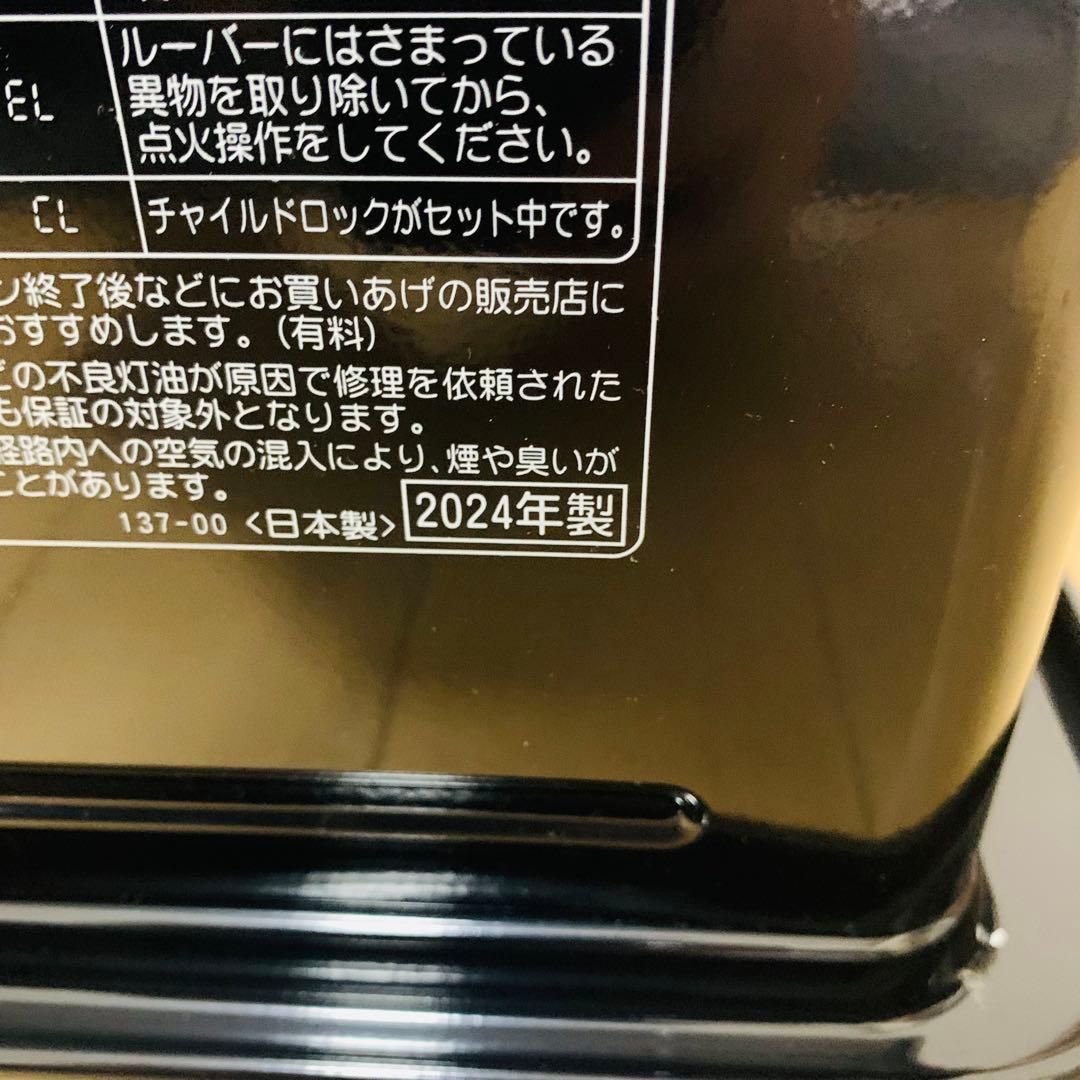 ルーバーにはさまっている
EL 異物を取り除いてから、
点火操作をしてください。
CL チャイルドロックがセット中です。
ン終了後などにお買いあげの販売店に
おすすめします。(有料)
どの不良灯油が原因で修理を依頼された
も保証の対象外となります。
経路内への空気の混入により、煙や臭いが
ことがあります。
137-00 <日本製> 2024年製